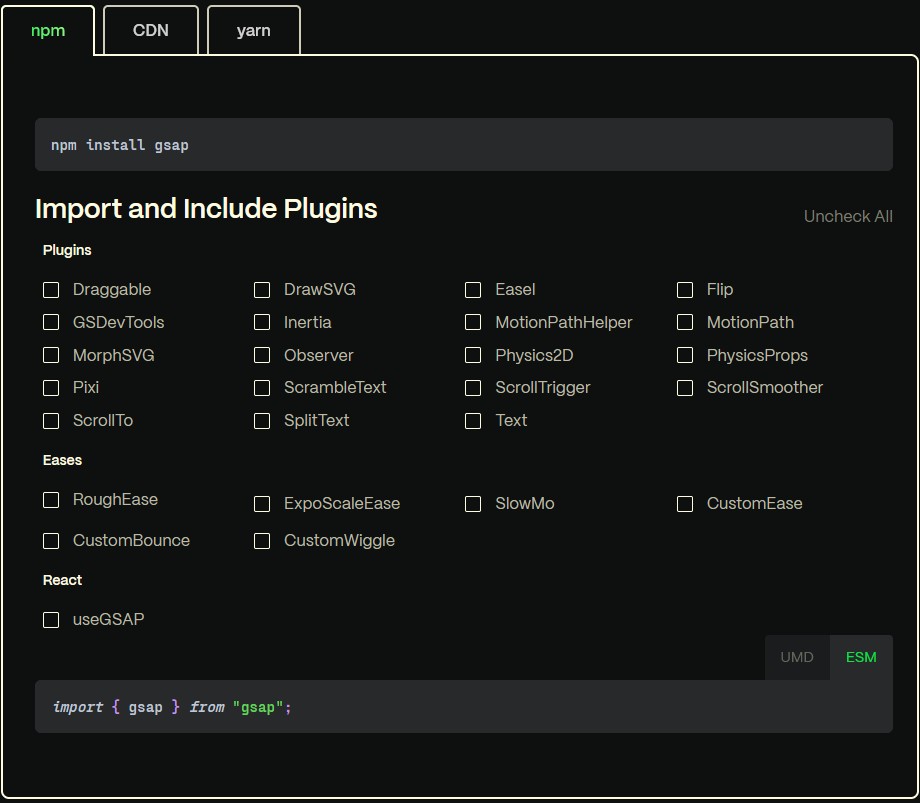 npm CDN yarn
npm install gsap
Import and Include Plugins
Uncheck All
Plugins
Draggable DrawSVG Easel Flip
GSDevTools Inertia MotionPathHelper MotionPath
MorphSVG Observer Physics2D PhysicsProps
Pixi ScrambleText ScrollTrigger ScrollSmoother
ScrollTo SplitText Text
Eases
RoughEase ExpoScaleEase SlowMo CustomEase
CustomBounce CustomWiggle
React
useGSAP
UMD ESM
import { gsap } from "gsap";